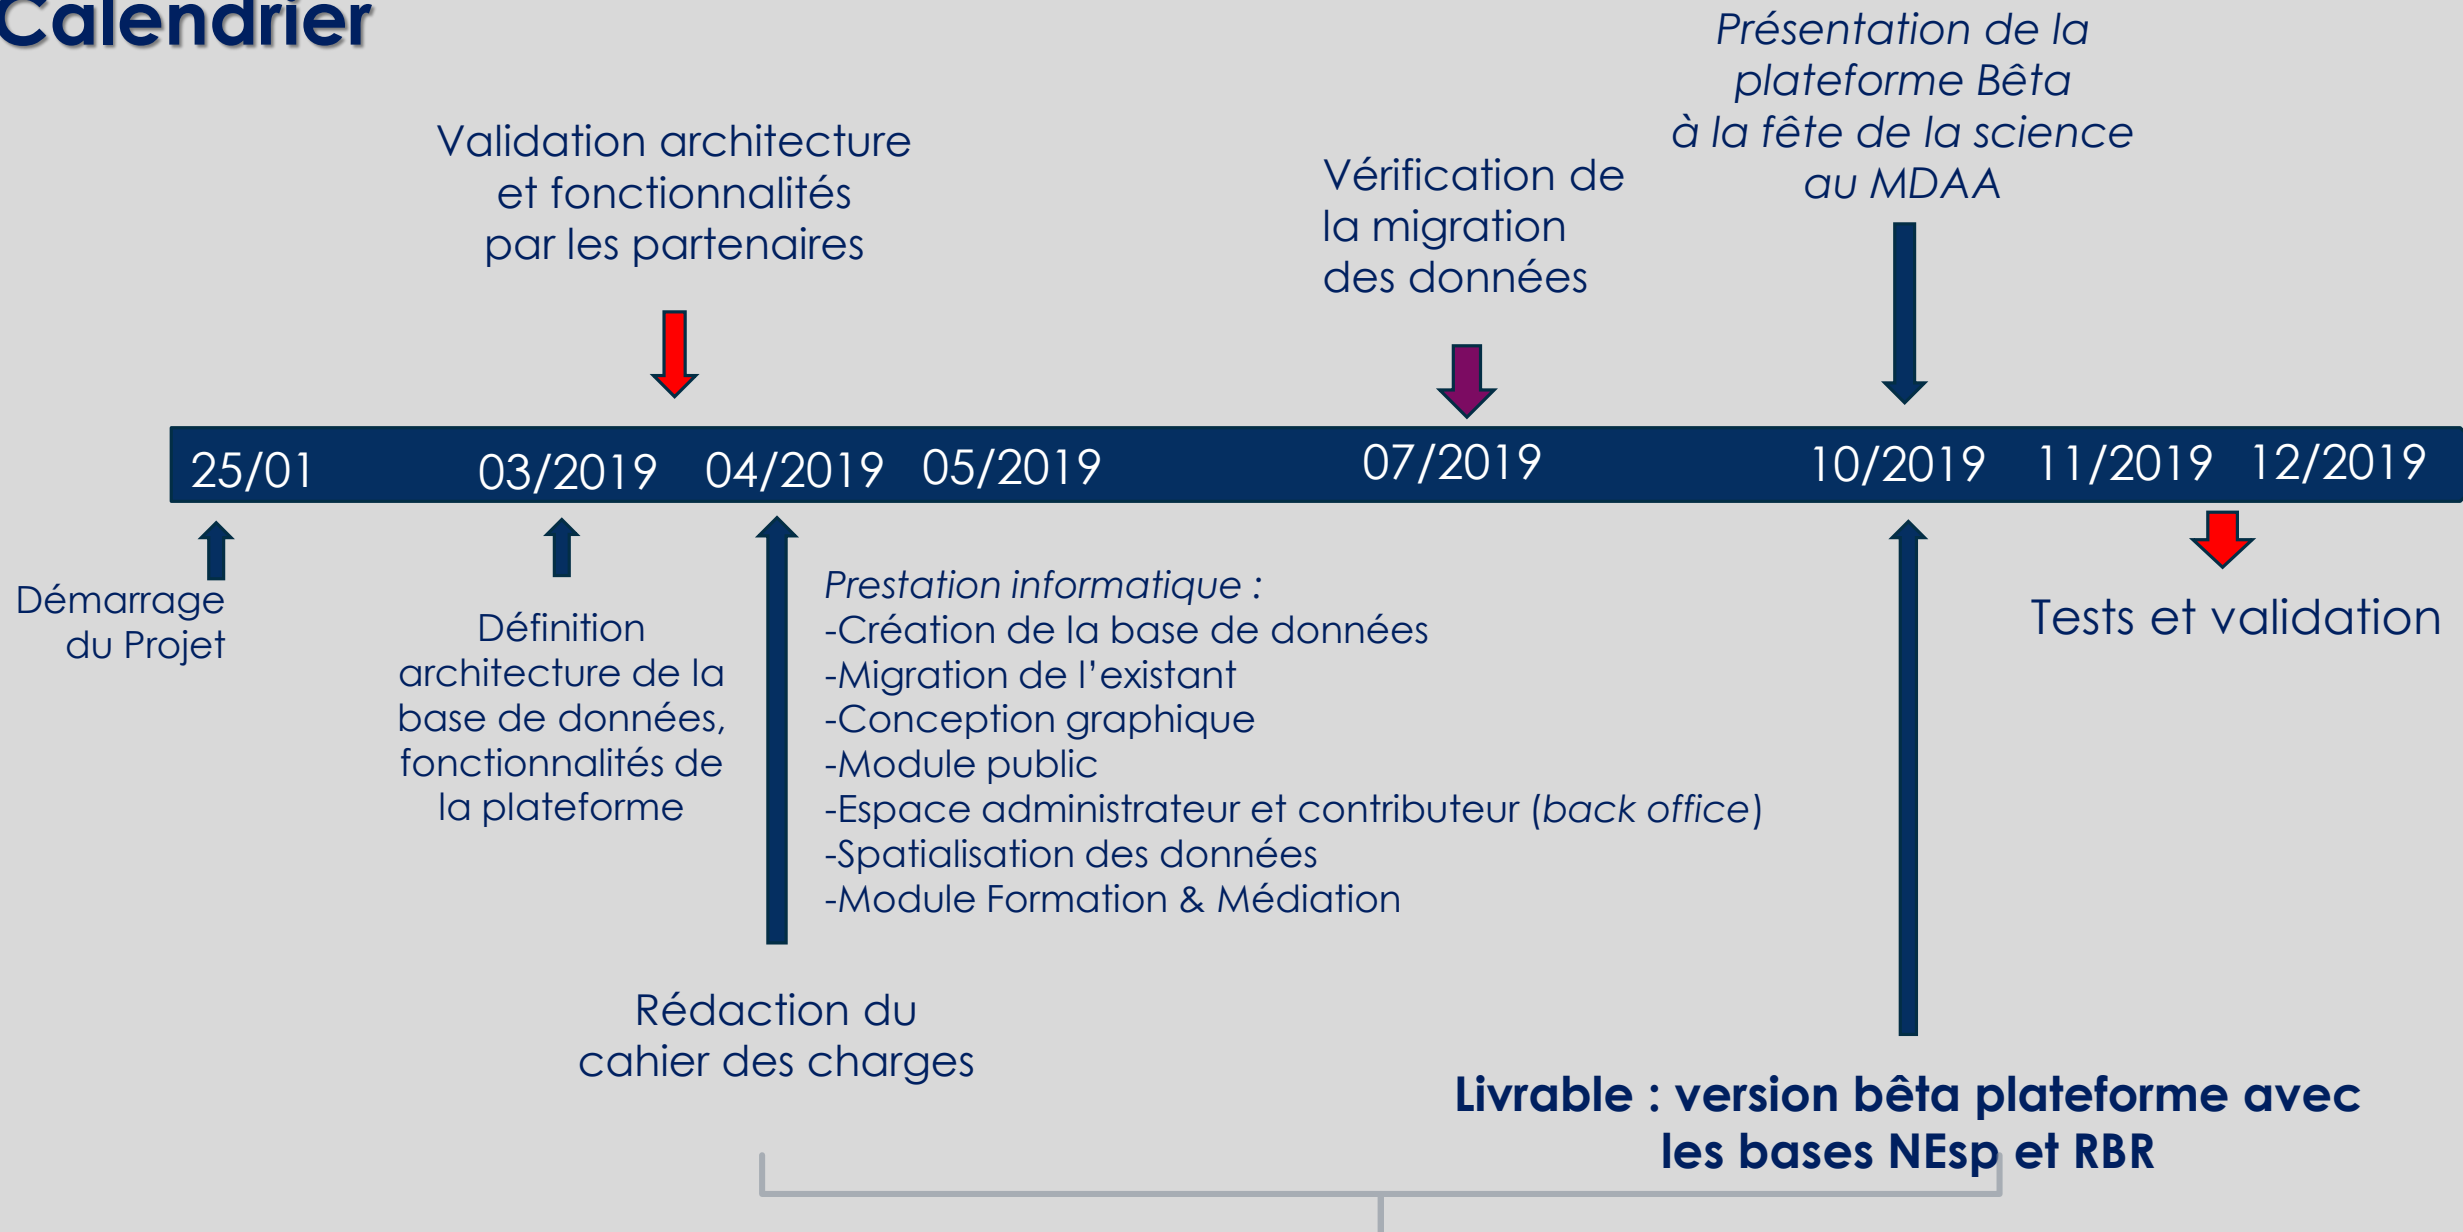 Calendrier
Présentation de la
plateforme Bêta
à la fête de la science
au MDAA
Validation architecture
et fonctionnalités
par les partenaires
Vérification de
la migration
des données
25/01
03/2019
04/2019
05/2019
07/2019
10/2019
11/2019
12/2019
Démarrage
du Projet
Définition
architecture de la
base de données,
fonctionnalités de
la plateforme
Prestation informatique :
-Création de la base de données
-Migration de l’existant
-Conception graphique
-Module public
-Espace administrateur et contributeur (back office)
-Spatialisation des données
-Module Formation & Médiation
Tests et validation
Rédaction du
cahier des charges
Livrable : version bêta plateforme avec
les bases NEsp et RBR